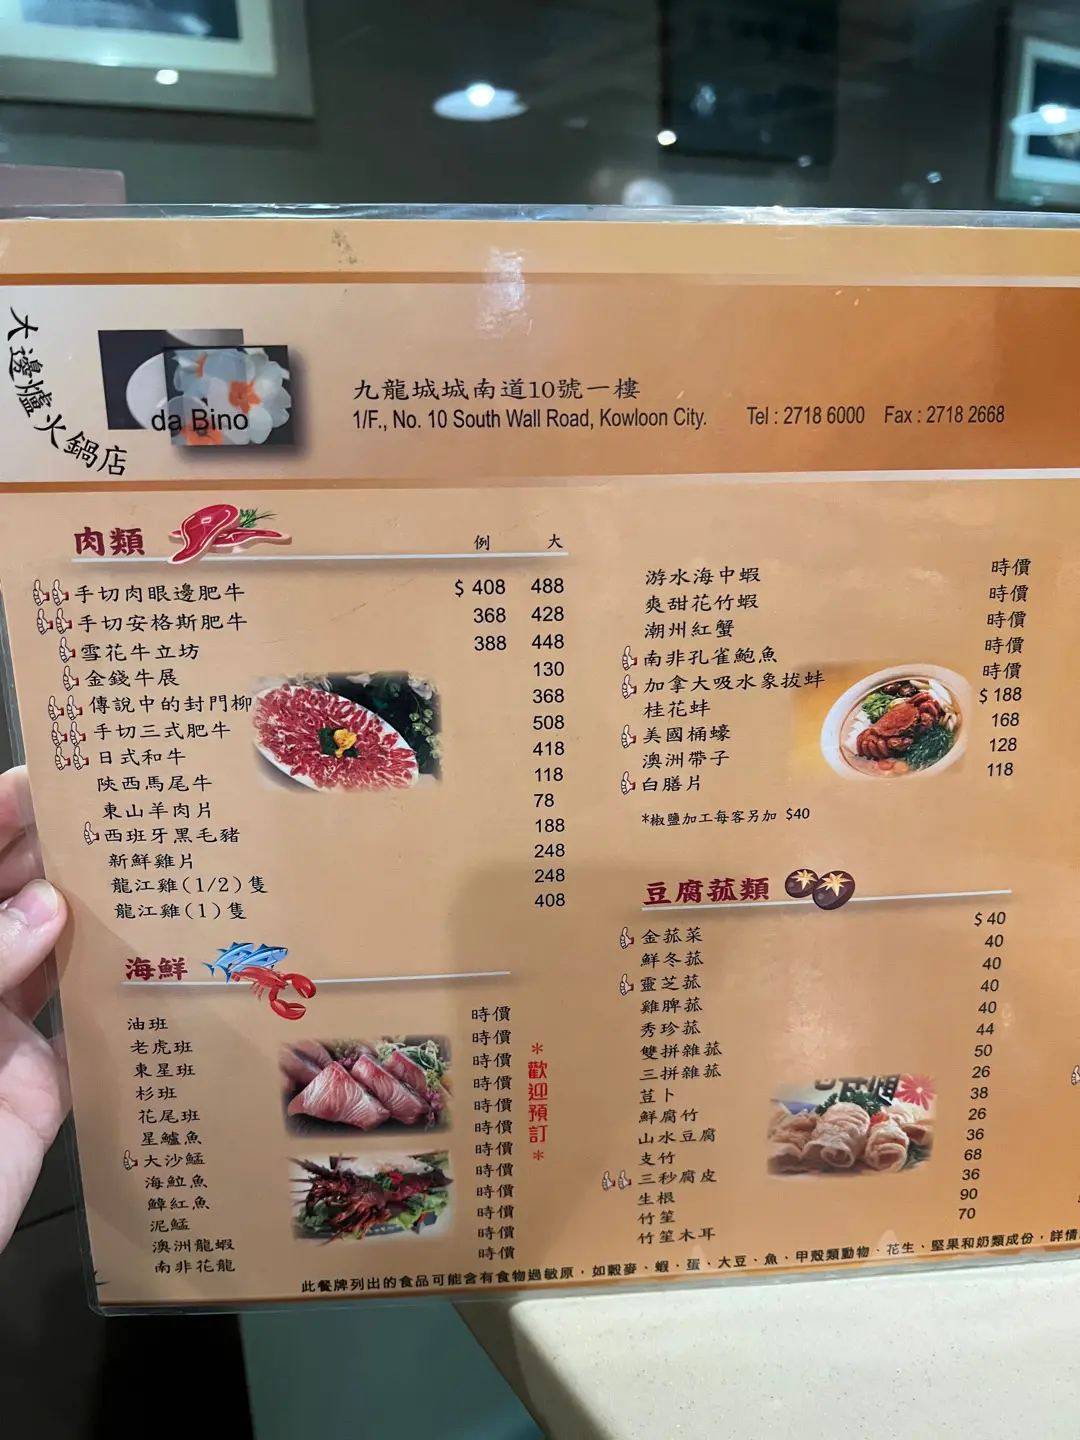 大邊爐火鍋店
da Bino
九龍城城南道10號一樓
1/F., No. 10 South Wall Road, Kowloon City. Tel : 2718 6000 Fax : 2718 2668
肉類 例 大
手切肉眼邊肥牛 $ 408 488
手切安格斯肥牛 368 428
雪花牛立坊 388 448
金錢牛展 130
傳說中的封門柳 368
手切三式肥牛 508
日式和牛 418
陝西馬尾牛 118
東山羊肉片 78
西班牙黑毛豬 188
新鮮雞片 248
龍江雞(1/2)隻 248
龍江雞(1)隻 408
海鮮
油班 時價
老虎班 時價
東星班 時價
杉班 時價
花尾班 時價
星鱸魚 時價
大沙鯭 時價
海鮏魚 時價
鱆紅魚 時價
泥鯭 時價
澳洲龍蝦 時價
南非花龍 時價
*歡迎預訂*
游水海中蝦 時價
爽甜花竹蝦 時價
潮州紅蟹 時價
南非孔雀鮑魚 時價
加拿大吸水象拔蚌 時價
桂花蚌 $ 188
美國桶蠔 168
澳洲帶子 128
白膳片 118
*椒鹽加工每客另加 $40
豆腐菰類
金菰菜 $ 40
鮮冬菰 40
靈芝菰 40
雞脾菰 40
秀珍菰 40
雙拼雜菰 44
三拼雜菰 50
荳卜 26
鮮腐竹 38
山水豆腐 26
支竹 36
三秒腐皮 68
生根 36
竹笙 90
竹笙木耳 70
此餐牌列出的食品可能含有食物過敏原，如穀麥、蝦、蛋、大豆、魚、甲殼類動物、花生、堅果和奶類成份，詳情